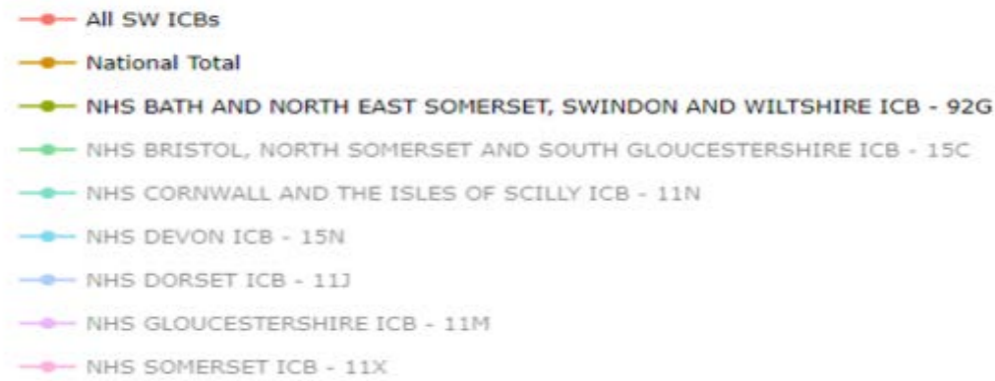 All SW ICBs
National Total
NHS BATH AND NORTH EAST SOMERSET, SWINDON AND WILTSHIRE ICB - 92G
NHS BRISTOL, NORTH SOMERSET AND SOUTH GLOUCESTERSHIRE ICB - 15C
NHS CORNWALL AND THE ISLES OF SCILLY ICB - 11N
NHS DEVON ICB - 15N
NHS DORSET ICB - 11J
NHS GLOUCESTERSHIRE ICB - 11M
NHS SOMERSET ICB - 11X